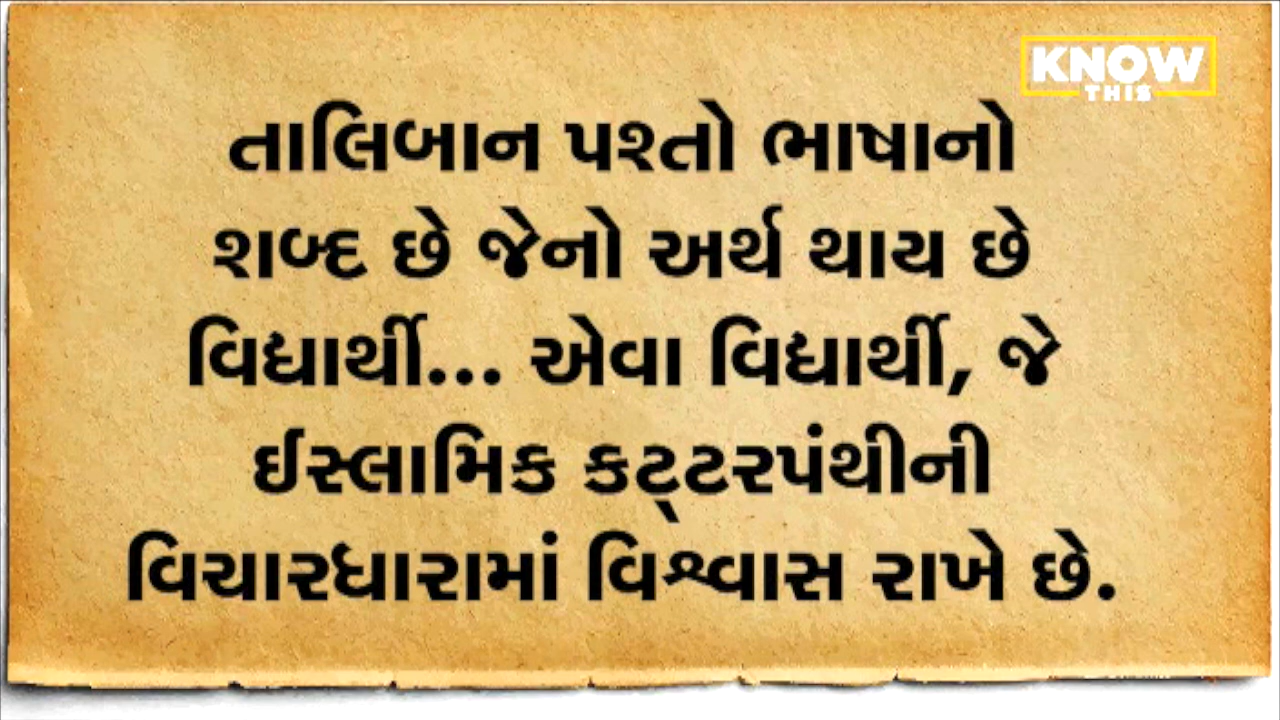 KNOW
THIS
તાલિબાન પશ્તો ભાષાનો
શબ્દ છે જેનો અર્થ થાય છે
વિદ્યાર્થી... એવા વિદ્યાર્થી, જે
ઈસ્લામિક કટ્ટરપંથીની
વિચારધારામાં વિશ્વાસ રાખે છે.